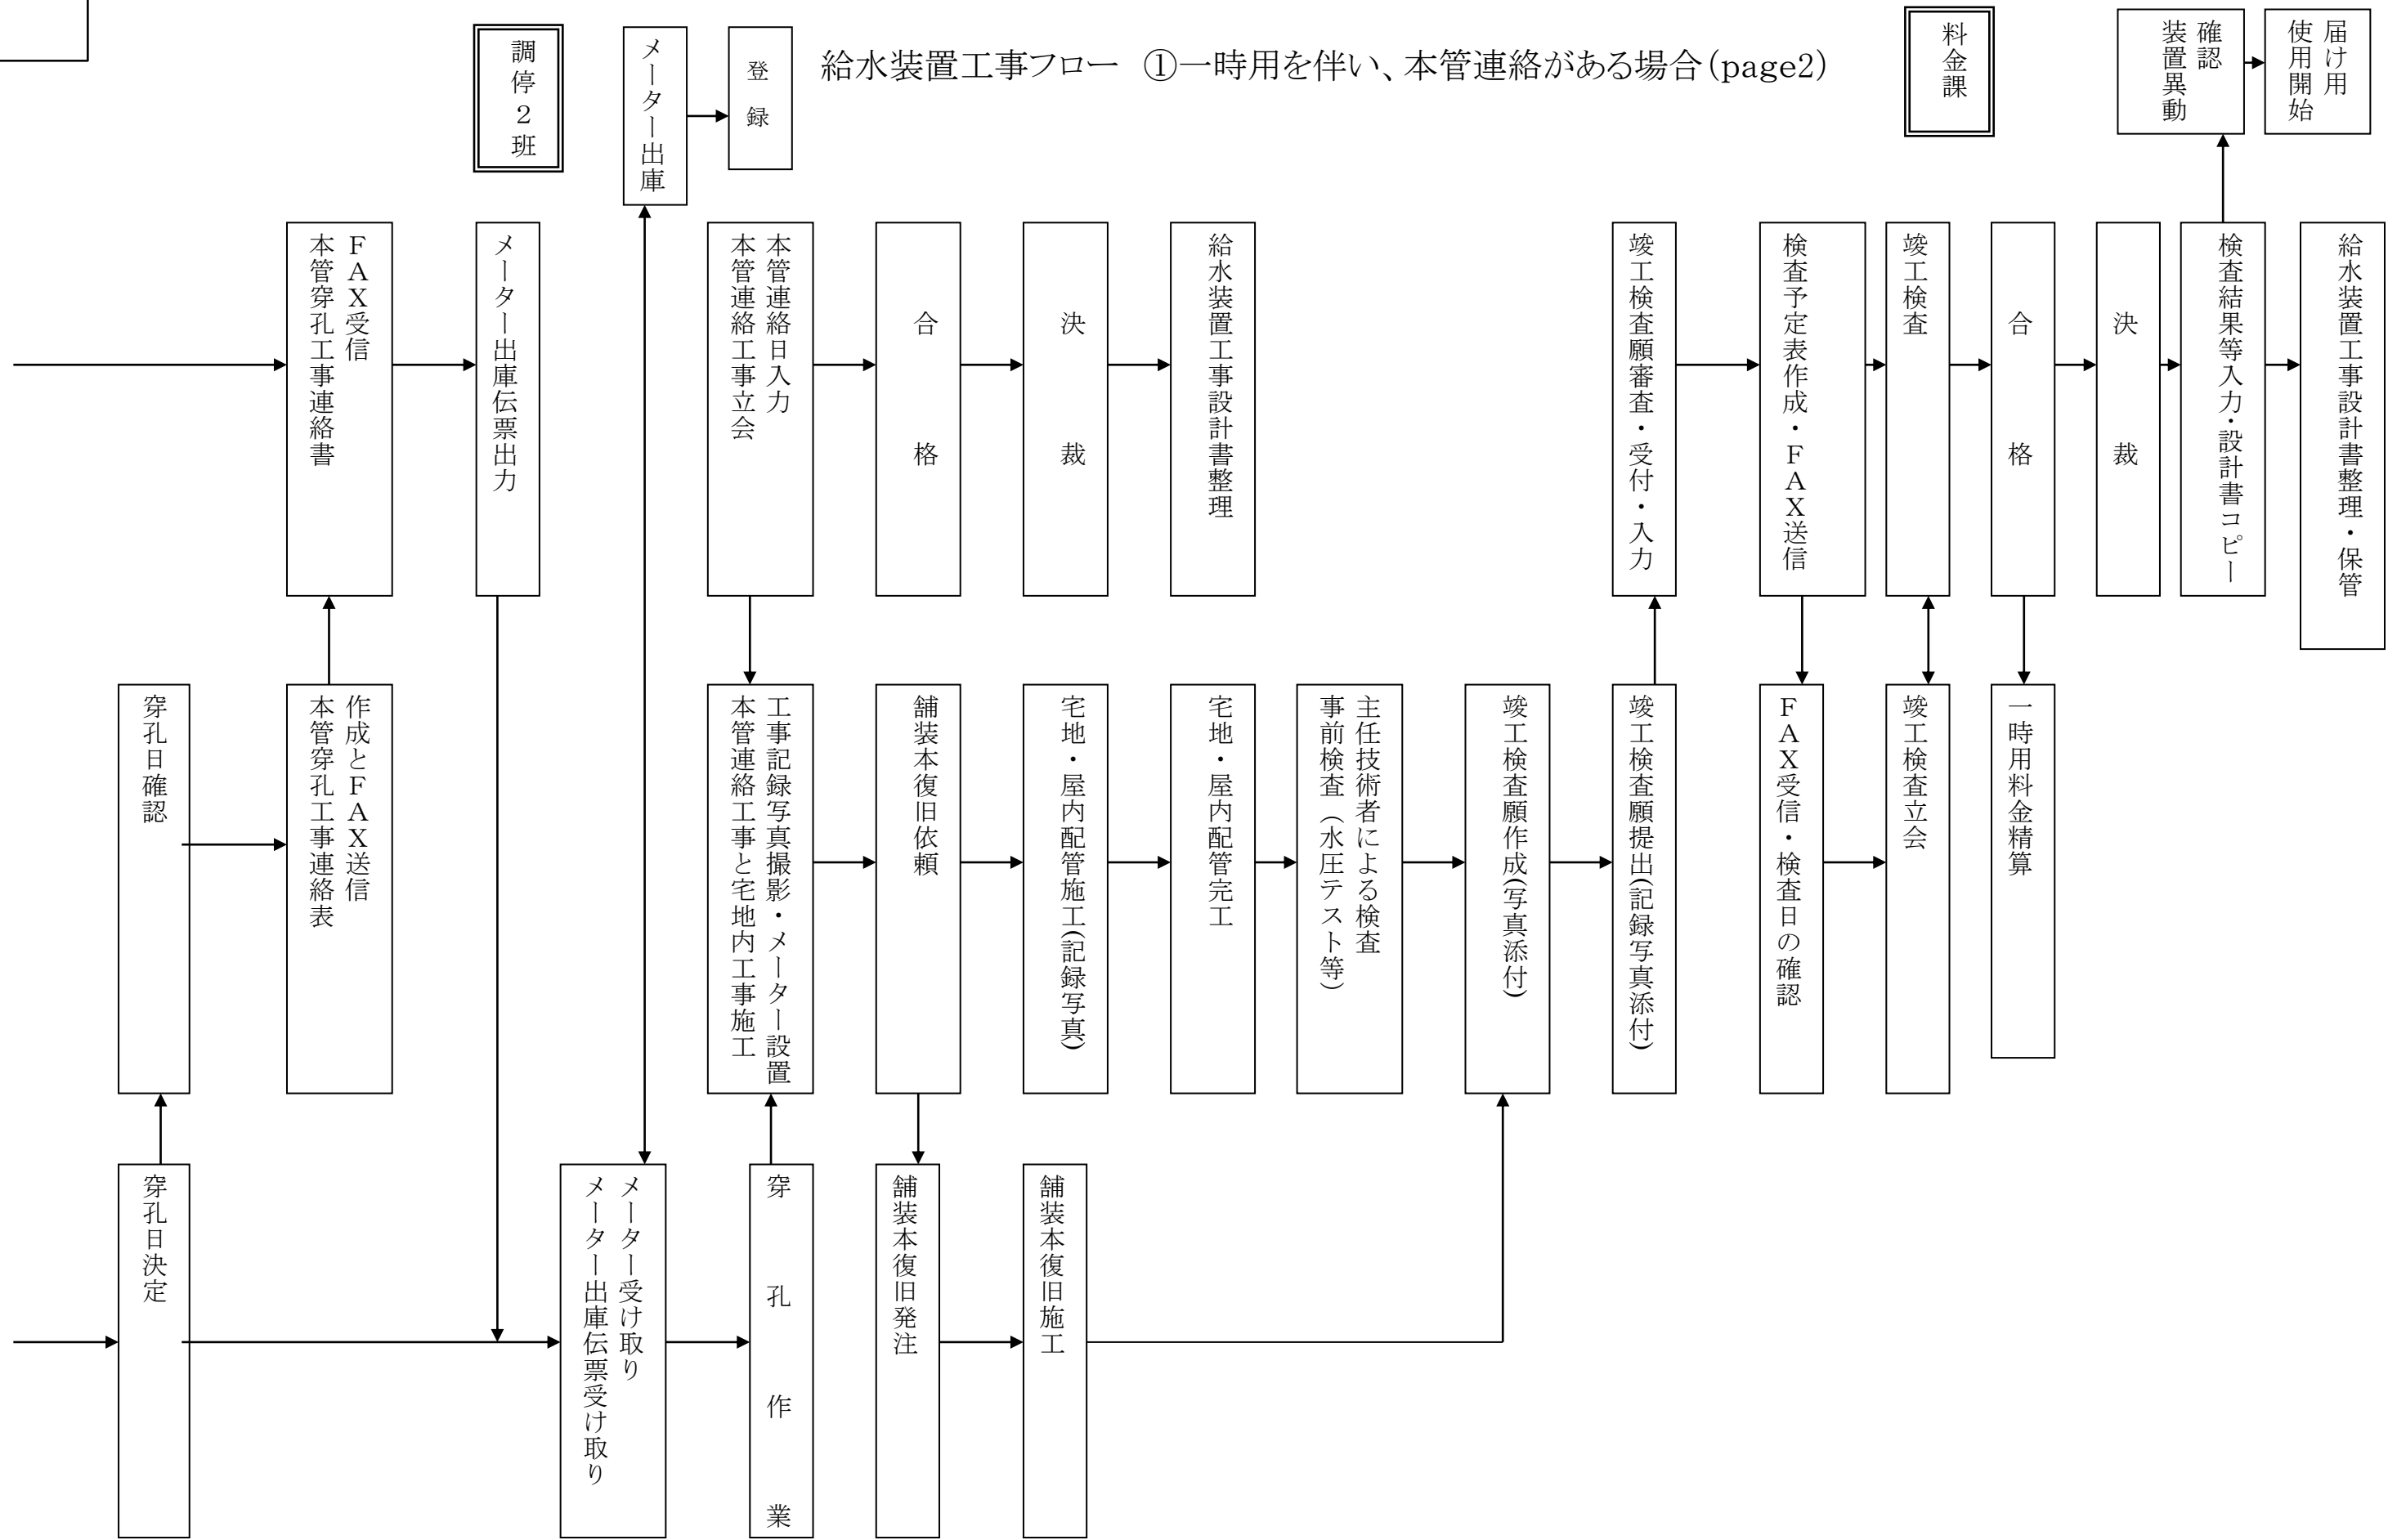 給水装置工事フロー ①一時用を伴い、本管連絡がある場合(page2)
調停２班
メーター出庫
登録
料金課
確認
装置異動
届け用
使用開始
ＦＡＸ受信
本管穿孔工事連絡書
メーター出庫伝票出力
本管連絡日入力
本管連絡工事立会
合格
決裁
給水装置工事設計書整理
竣工検査願審査・受付・入力
検査予定表作成・ＦＡＸ送信
竣工検査
合格
決裁
検査結果等入力・設計書コピー
給水装置工事設計書整理・保管
穿孔日確認
作成とＦＡＸ送信
本管穿孔工事連絡表
工事記録写真撮影・メーター設置
本管連絡工事と宅地内工事施工
舗装本復旧依頼
宅地・屋内配管施工(記録写真)
宅地・屋内配管完工
主任技術者による検査
事前検査（水圧テスト等）
竣工検査願作成(写真添付)
竣工検査願提出(記録写真添付)
ＦＡＸ受信・検査日の確認
竣工検査立会
一時用料金精算
穿孔日決定
メーター受け取り
メーター出庫伝票受け取り
穿孔作業
舗装本復旧発注
舗装本復旧施工